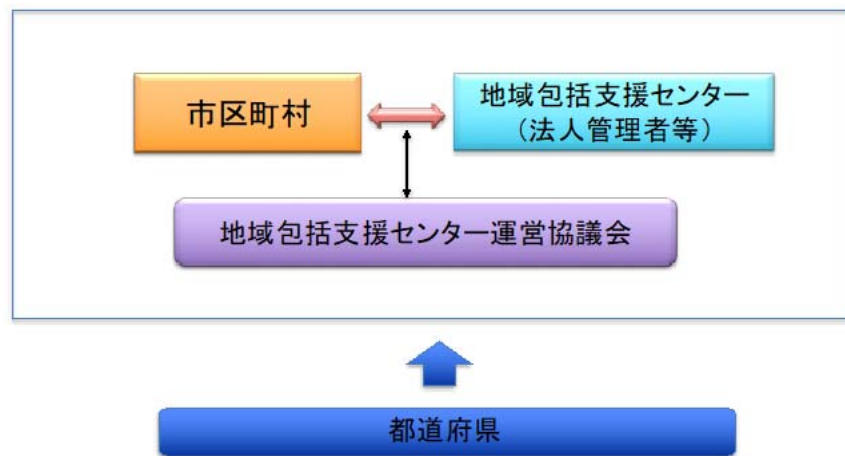 市区町村
地域包括支援センター
（法人管理者等）
地域包括支援センター運営協議会
都道府県